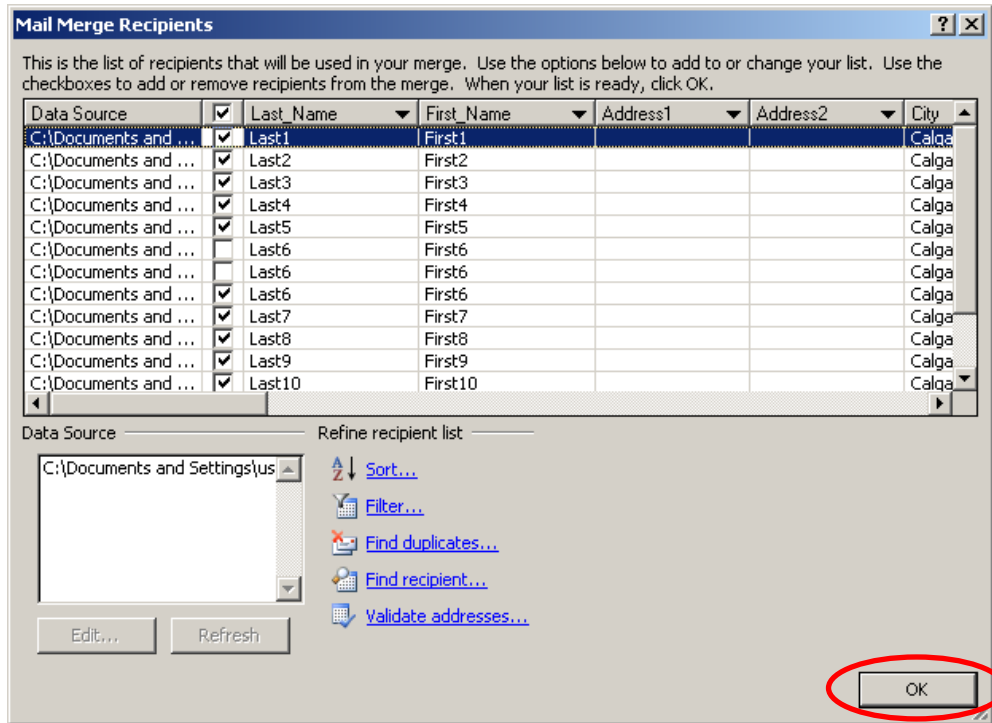 Mail Merge Recipients
This is the list of recipients that will be used in your merge. Use the options below to add to or change your list. Use the
checkboxes to add or remove recipients from the merge. When your list is ready, click OK.
Data Source Last_Name First_Name Address1 Address2 City
C:\Documents and ... Last1 First1 Calga
C:\Documents and ... Last2 First2 Calga
C:\Documents and ... Last3 First3 Calga
C:\Documents and ... Last4 First4 Calga
C:\Documents and ... Last5 First5 Calga
C:\Documents and ... Last6 First6 Calga
C:\Documents and ... Last6 First6 Calga
C:\Documents and ... Last6 First6 Calga
C:\Documents and ... Last7 First7 Calga
C:\Documents and ... Last8 First8 Calga
C:\Documents and ... Last9 First9 Calga
C:\Documents and ... Last10 First10 Calga
Data Source Refine recipient list
C:\Documents and Settings\us
Sort...
Filter...
Find duplicates...
Find recipient...
Validate addresses...
Edit... Refresh
OK